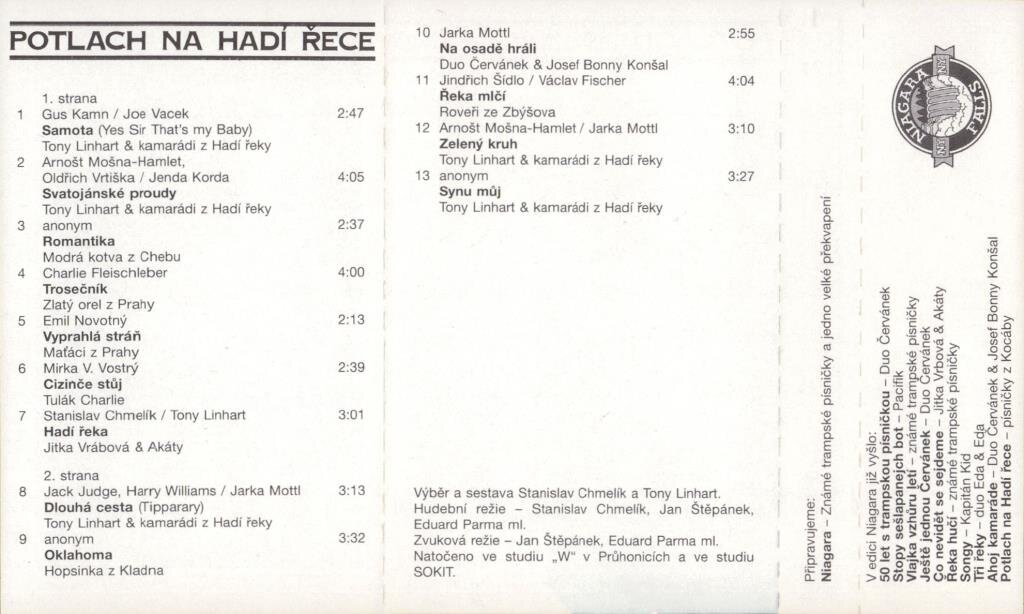 POTLACH NA HADÍ ŘECE
1. strana
1 Gus Kamn / Joe Vacek 2:47
Samota (Yes Sir That's my Baby)
Tony Linhart & kamarádi z Hadí řeky
2 Arnošt Mošna-Hamlet,
Oldřich Vrtiška / Jenda Korda 4:05
Svatojánské proudy
Tony Linhart & kamarádi z Hadí řeky
3 anonym 2:37
Romantika
Modrá kotva z Chebu
4 Charlie Fleischleber 4:00
Trosečník
Zlatý orel z Prahy
5 Emil Novotný 2:13
Vyprahlá stráň
Maťáci z Prahy
6 Mirka V. Vostrý 2:39
Cizinče stůj
Tulák Charlie
7 Stanislav Chmelík / Tony Linhart 3:01
Hadí řeka
Jitka Vrábová & Akáty
2. strana
8 Jack Judge, Harry Williams / Jarka Mottl 3:13
Dlouhá cesta (Tipparary)
Tony Linhart & kamarádi z Hadí řeky
9 anonym 3:32
Oklahoma
Hopsinka z Kladna
10 Jarka Mottl 2:55
Na osadě hráli
Duo Červánek & Josef Bonny Konšal
11 Jindřich Šídlo / Václav Fischer 4:04
Řeka mlčí
Roveři ze Zbýšova
12 Arnošt Mošna-Hamlet / Jarka Mottl 3:10
Zelený kruh
Tony Linhart & kamarádi z Hadí řeky
13 anonym 3:27
Synu můj
Tony Linhart & kamarádi z Hadí řeky
Výběr a sestava Stanislav Chmelík a Tony Linhart.
Hudební režie – Stanislav Chmelík, Jan Štěpánek,
Eduard Parma ml.
Zvuková režie – Jan Štěpánek, Eduard Parma ml.
Natočeno ve studiu „W" v Průhonicích a ve studiu
SOKIT.
Připravujeme:
Niagara – Známé trampské písničky a jedno velké překvapení
NIAGARA FALLS
NY
NY
V edici Niagara již vyšlo:
50 let s trampskou písničkou – Duo Červánek
Stopy sešlapanejch bot – Pacifik
Vlajka vzhůru letí – známé trampské písničky
Ještě jednou Červánek – Duo Červánek
Co nevidět se sejdeme – Jitka Vrbová & Akáty
Řeka hučí – známé trampské písničky
Songy – Kapitán Kid
Tři řeky – duo Eda & Eda
Ahoj kamaráde – Duo Červánek & Josef Bonny Konšal
Potlach na Hadí řece – písničky z Kocáby